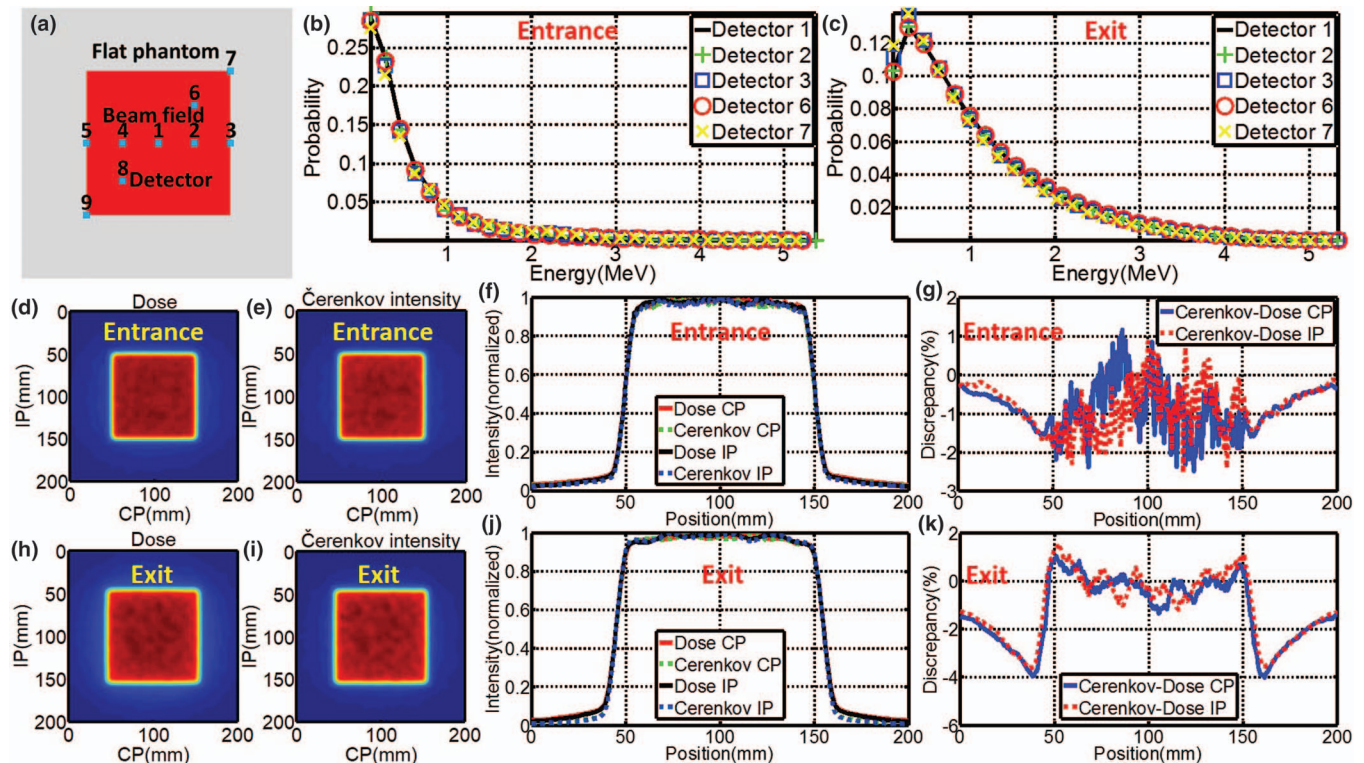 (a)
Flat phantom
7
6
Beam field
5 4 1 2 3
8
Detector
9
(b)
Entrance
Probability
0.25
0.2
0.15
0.1
0.05
1 2 3 4 5
Energy(MeV)
Detector 1
Detector 2
Detector 3
Detector 6
Detector 7
(c)
Exit
Probability
0.12
0.1
0.08
0.06
0.04
0.02
1 2 3 4 5
Energy(MeV)
Detector 1
Detector 2
Detector 3
Detector 6
Detector 7
(d)
Dose
Entrance
IP(mm)
0
50
100
150
200
0 100 200
CP(mm)
(e)
Čerenkov intensity
Entrance
IP(mm)
0
50
100
150
200
0 100 200
CP(mm)
(f)
Entrance
Intensity(normalized)
1
0.8
0.6
0.4
0.2
0
Dose CP
Cerenkov CP
Dose IP
Cerenkov IP
0 50 100 150 200
Position(mm)
(g)
Entrance
Discrepancy(%)
2
1
0
-1
-2
-3
Cerenkov-Dose CP
Cerenkov-Dose IP
0 50 100 150 200
Position(mm)
(h)
Dose
Exit
IP(mm)
0
50
100
150
200
0 100 200
CP(mm)
(i)
Čerenkov intensity
Exit
IP(mm)
0
50
100
150
200
0 100 200
CP(mm)
(j)
Exit
Intensity(normalized)
1
0.8
0.6
0.4
0.2
0
Dose CP
Cerenkov CP
Dose IP
Cerenkov IP
0 50 100 150 200
Position(mm)
(k)
Exit
Discrepancy(%)
2
0
-2
-4
-6
Cerenkov-Dose CP
Cerenkov-Dose IP
0 50 100 150 200
Position(mm)